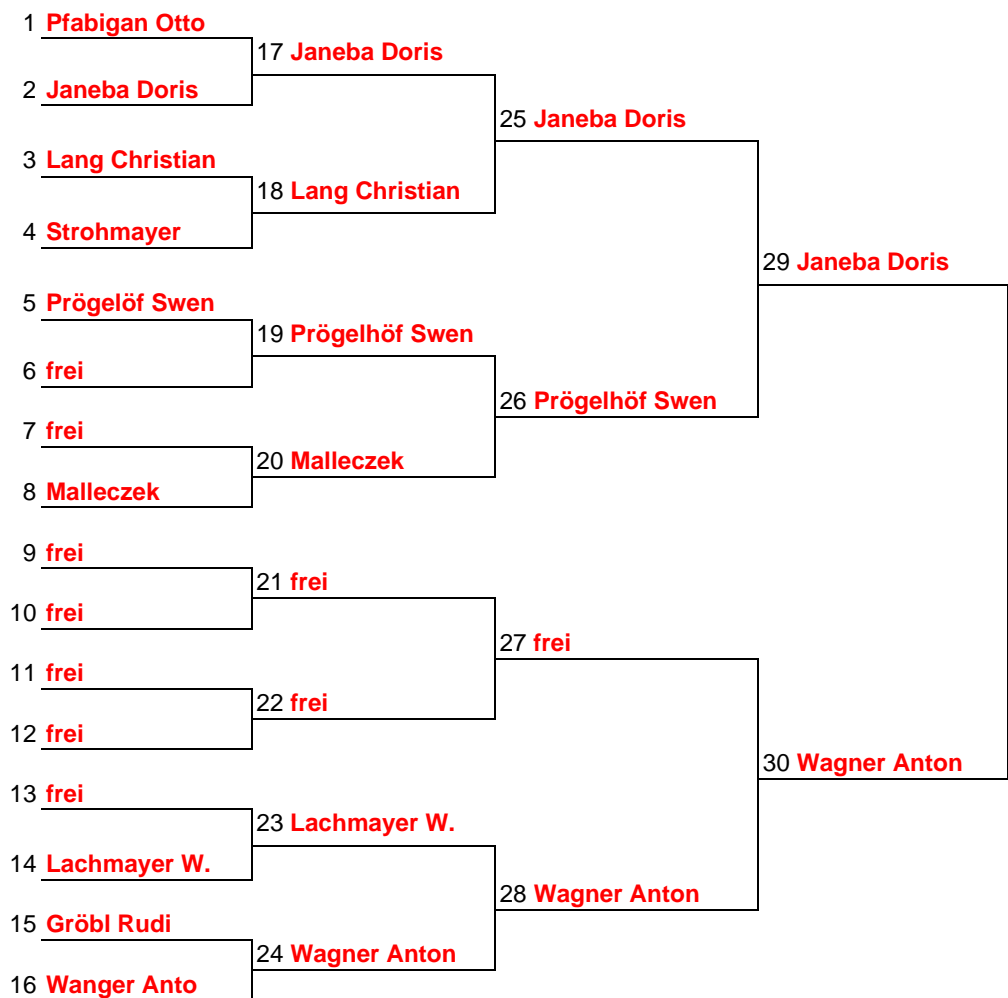 1 Pfabigan Otto
17 Janeba Doris
2 Janeba Doris
25 Janeba Doris
3 Lang Christian
18 Lang Christian
4 Strohmayer
29 Janeba Doris
5 Prögelöf Swen
19 Prögelhöf Swen
6 frei
26 Prögelhöf Swen
7 frei
20 Malleczek
8 Malleczek
9 frei
21 frei
10 frei
27 frei
11 frei
22 frei
12 frei
30 Wagner Anton
13 frei
23 Lachmayer W.
14 Lachmayer W.
28 Wagner Anton
15 Gröbl Rudi
24 Wagner Anton
16 Wanger Anto